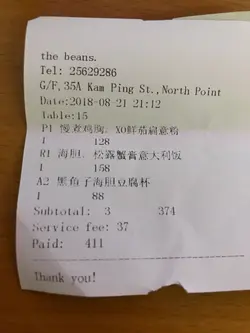 the beans.
Tel: 25629286
G/F,35A Kam Ping St.,North Point
Date:2018-08-21 21:12
Table:15
P1 慢煮鸡胸，XO鲜茄扁意粉
1 128
R1 海胆，松露蟹膏意大利饭
1 158
A2 黑鱼子海胆豆腐杯
1 88
Subtotal: 3 374
Service fee: 37
Paid: 411
Thank you!